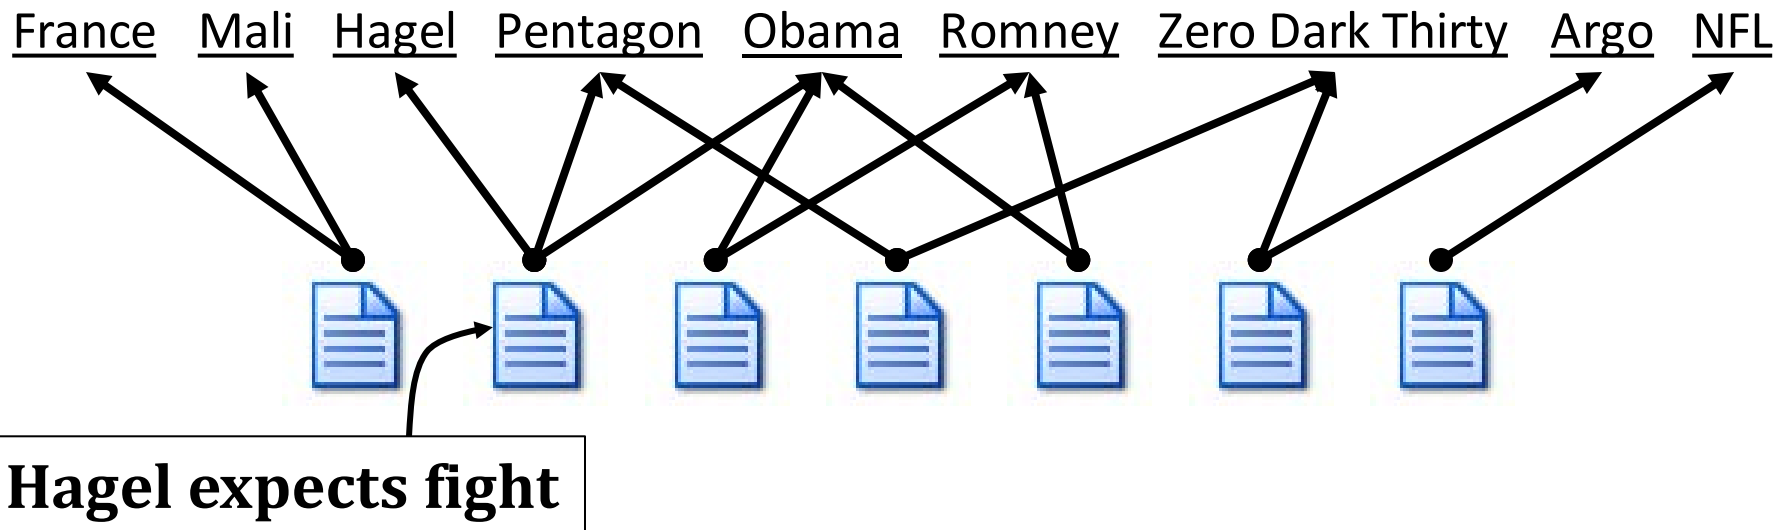 France Mali Hagel Pentagon Obama Romney Zero Dark Thirty Argo NFL
Hagel expects fight